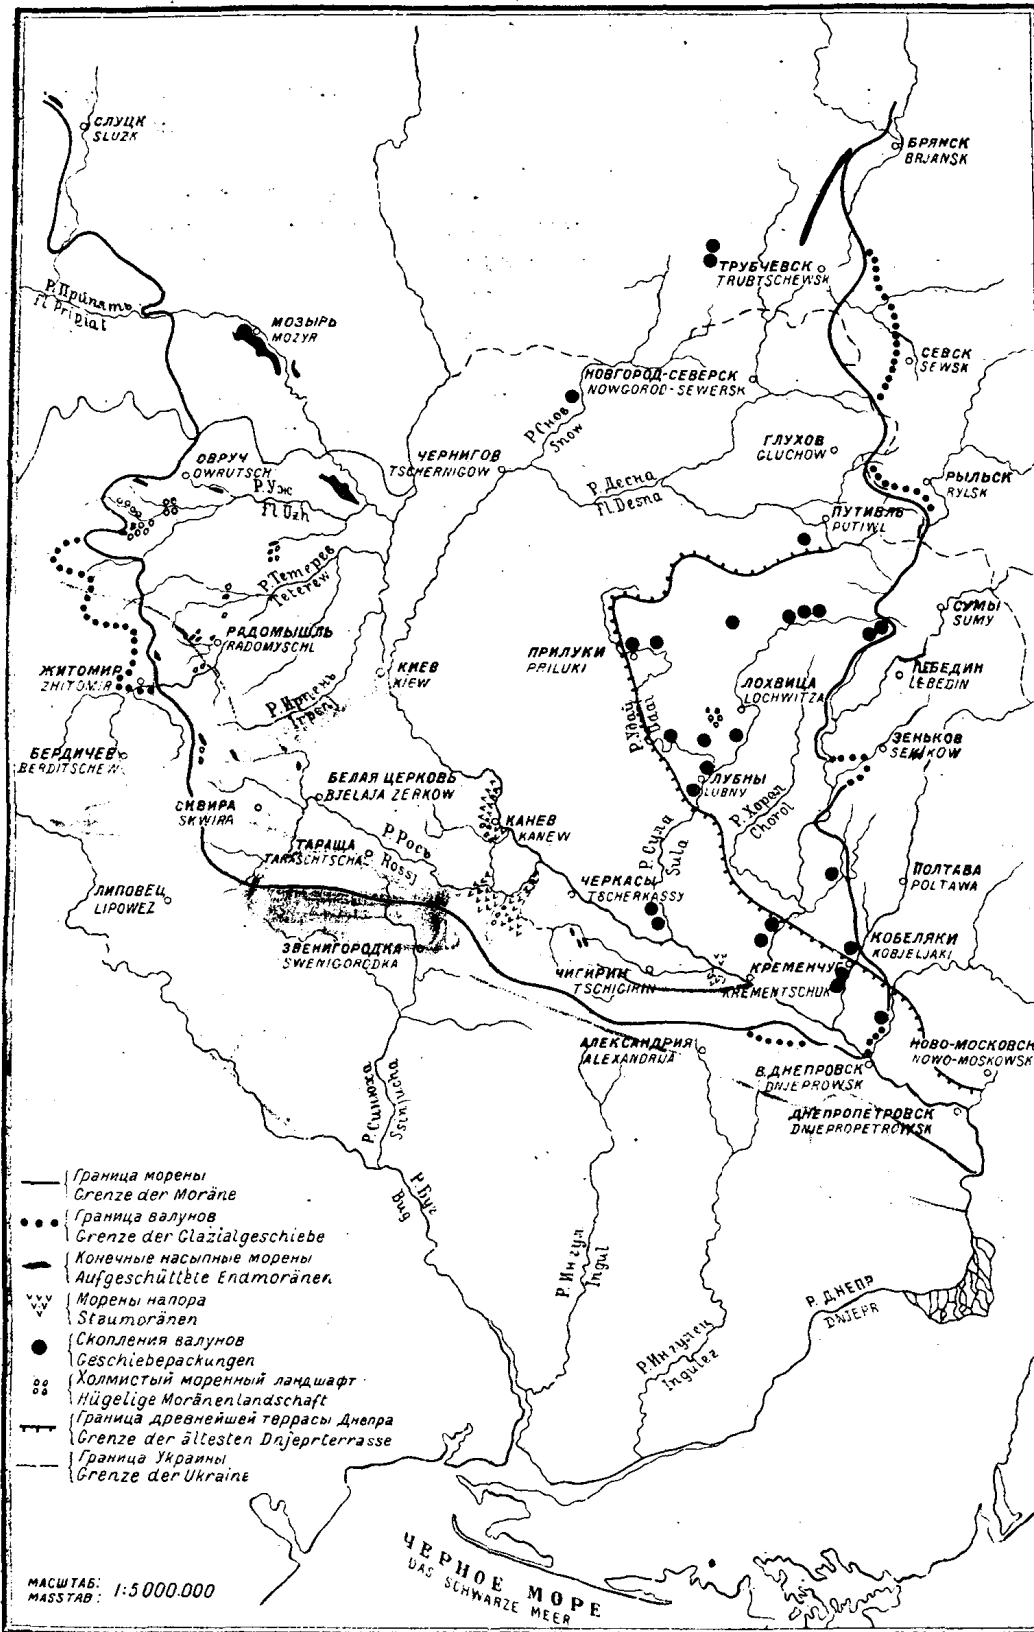 СЛУЦК
SLUZK
БРЯНСК
BRJANSK
ТРУБЧЕВСК
TRUBTSCHEWSK
Р. Припять
Fl Pripiat
МОЗЫРЬ
MOZYR
СЕВСК
SEWSK
НОВГОРОД-СЕВЕРСК
NOWGOROD-SEWERSK
Р. Снов
Snow
ГЛУХОВ
GLUCHOW
ОВРУЧ
OWRUTSCH
ЧЕРНИГОВ
TSCHERNIGOW
РЫЛЬСК
RYLSK
Р. Уж
Fl Uzh
Р. Десна
Fl. Desna
ПУТИВЛЬ
PUTIWL
Р. Тетерев
Teterew
СУМЫ
SUMY
РАДОМЫШЛЬ
RADOMYSCHL
ПРИЛУКИ
PRILUKI
ЖИТОМИР
ZHITOMIR
КИЕВ
KIEW
ЛЕБЕДИН
LEBEDIN
ЛОХВИЦА
LOCHWITZA
Р. Ирпень
Irpen
Р. Удай
Udai
ЗЕНЬКОВ
SENKOW
БЕРДИЧЕВ
BERDITSCHEW
БЕЛАЯ ЦЕРКОВЬ
BJELAJA ZERKOW
ЛУБНЫ
LUBNY
СКВИРА
SKWIRA
Р. Хорол
Chorol
КАНЕВ
KANEW
Р. Рось
Rossj
ТАРАЩА
TARASCHTSCHA
Р. Сула
Sula
ПОЛТАВА
POLTAWA
ЛИПОВЕЦ
LIPOWEZ
ЧЕРКАСЫ
TSCHERKASSY
ЗВЕНИГОРОДКА
SWENIGORODKA
КОБЕЛЯКИ
KOBJELJAKI
ЧИГИРИН
TSCHIGIRIN
КРЕМЕНЧУГ
KREMENTSCHUK
АЛЕКСАНДРИЯ
ALEXANDRIJA
НОВО-МОСКОВСК
NOWO-MOSKOWSK
В. ДНЕПРОВСК
DNJEPROWSK
Р. Синюха
Ssinjucha
ДНЕПРОПЕТРОВСК
DNJEPROPETROWSK
Р. Буг
Bug
Р. Ингул
Ingul
Р. ДНЕПР
DNJEPR
Р. Ингулец
Ingulez
Граница морены
Grenze der Moräne
Граница валунов
Grenze der Glazialgeschiebe
Конечные насыпные морены
Aufgeschüttete Endmoränen
Морены напора
Staumoränen
Скопления валунов
Geschiebepackungen
Холмистый моренный ландшафт
Hügelige Moränenlandschaft
Граница древнейшей террасы Днепра
Grenze der ältesten Dnjeprterrasse
Граница Украины
Grenze der Ukraine
ЧЕРНОЕ МОРЕ
DAS SCHWARZE MEER
МАСШТАБ:
MASSTAB: 1:5 000.000